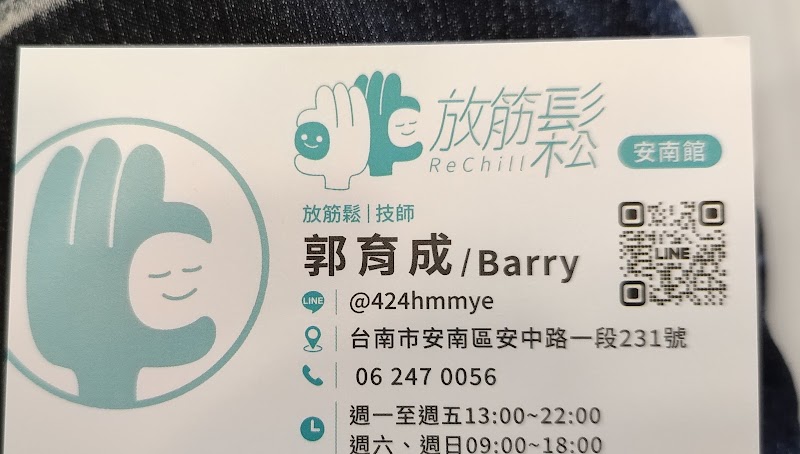 放筋鬆
ReChill
安南館
放筋鬆|技師
郭育成/Barry
LINE
LINE @424hmmye
台南市安南區安中路一段231號
06 247 0056
週一至週五13:00~22:00
週六、週日09:00~18:00